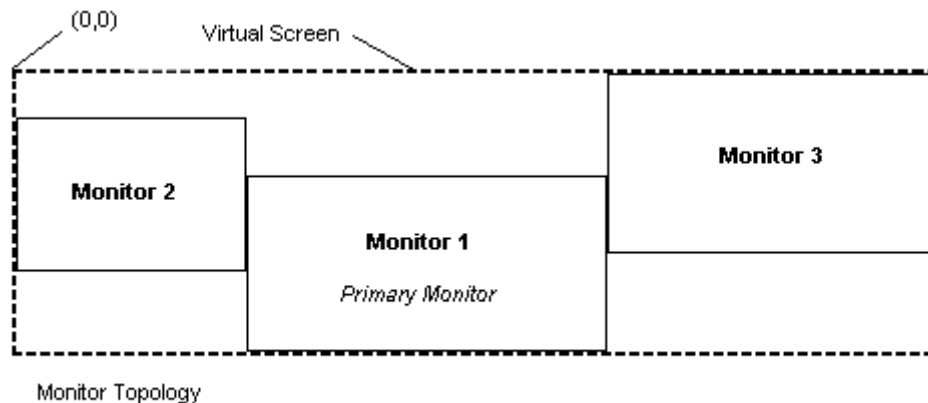 (0,0)
Virtual Screen
Monitor 2
Monitor 1
Primary Monitor
Monitor 3
Monitor Topology